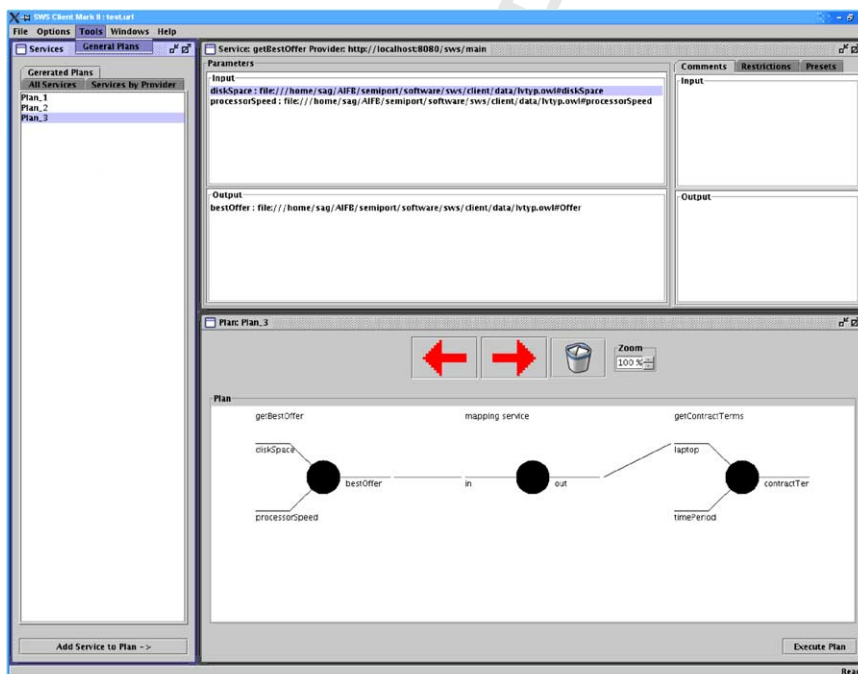 SWS Client Mark II : test.url
File Options Tools Windows Help
General Plans
Services
Gererated Plans
All Services Services by Provider
Plan_1
Plan_2
Plan_3
Add Service to Plan ->
Service: getBestOffer Provider: http://localhost:8080/sws/main
Parameters
Input
diskSpace : file:///home/sag/AIFB/semiport/software/sws/client/data/lvtyp.owl#diskSpace
processorSpeed : file:///home/sag/AIFB/semiport/software/sws/client/data/lvtyp.owl#processorSpeed
Output
bestOffer : file:///home/sag/AIFB/semiport/software/sws/client/data/lvtyp.owl#Offer
Comments Restrictions Presets
Input
Output
Plan: Plan_3
Zoom
100 %
Plan
getBestOffer mapping service getContractTerms
diskSpace laptop
bestOffer in out contractTer
processorSpeed timePeriod
Execute Plan